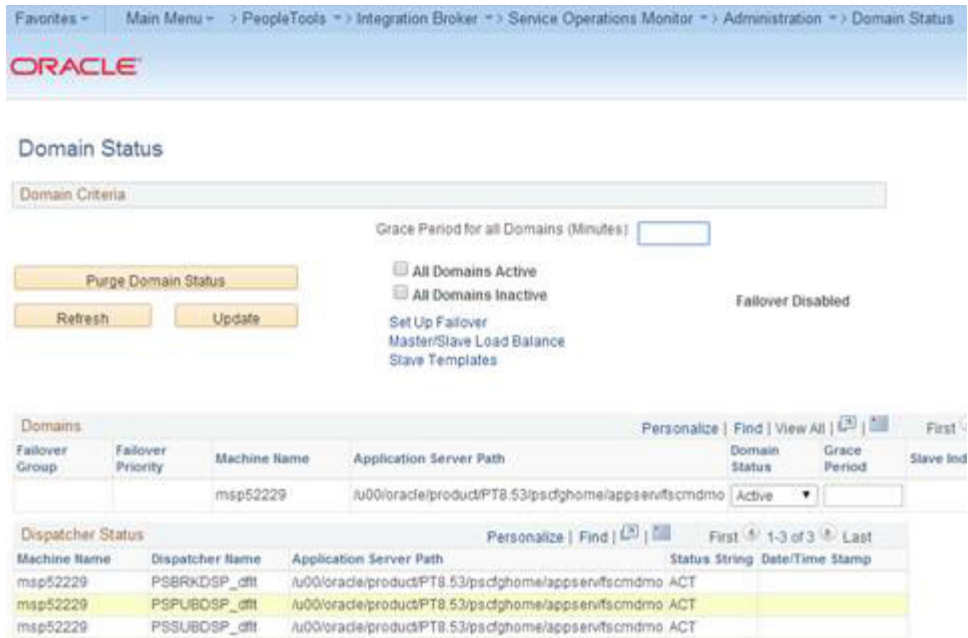 Favorites Main Menu > PeopleTools > Integration Broker > Service Operations Monitor > Administration > Domain Status
ORACLE
Domain Status
Domain Criteria
Grace Period for all Domains (Minutes)
Purge Domain Status
All Domains Active
All Domains Inactive
Failover Disabled
Refresh Update
Set Up Failover
Master/Slave Load Balance
Slave Templates
Domains Personalize | Find | View All | First
Failover Group Failover Priority Machine Name Application Server Path Domain Status Grace Period Slave Ind
msp52229 /u00/oracle/product/PT8.53/pscfghome/appserv/fscmdmo Active
Dispatcher Status Personalize | Find | First 1-3 of 3 Last
Machine Name Dispatcher Name Application Server Path Status String Date/Time Stamp
msp52229 PSBRKDSP_dflt /u00/oracle/product/PT8.53/pscfghome/appserv/fscmdmo ACT
msp52229 PSPUBDSP_dflt /u00/oracle/product/PT8.53/pscfghome/appserv/fscmdmo ACT
msp52229 PSSUBDSP_dflt /u00/oracle/product/PT8.53/pscfghome/appserv/fscmdmo ACT